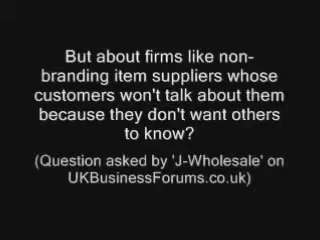 But about firms like non-
branding item suppliers whose
customers won't talk about them
because they don't want others
to know?
(Question asked by 'J-Wholesale' on
UKBusinessForums.co.uk)